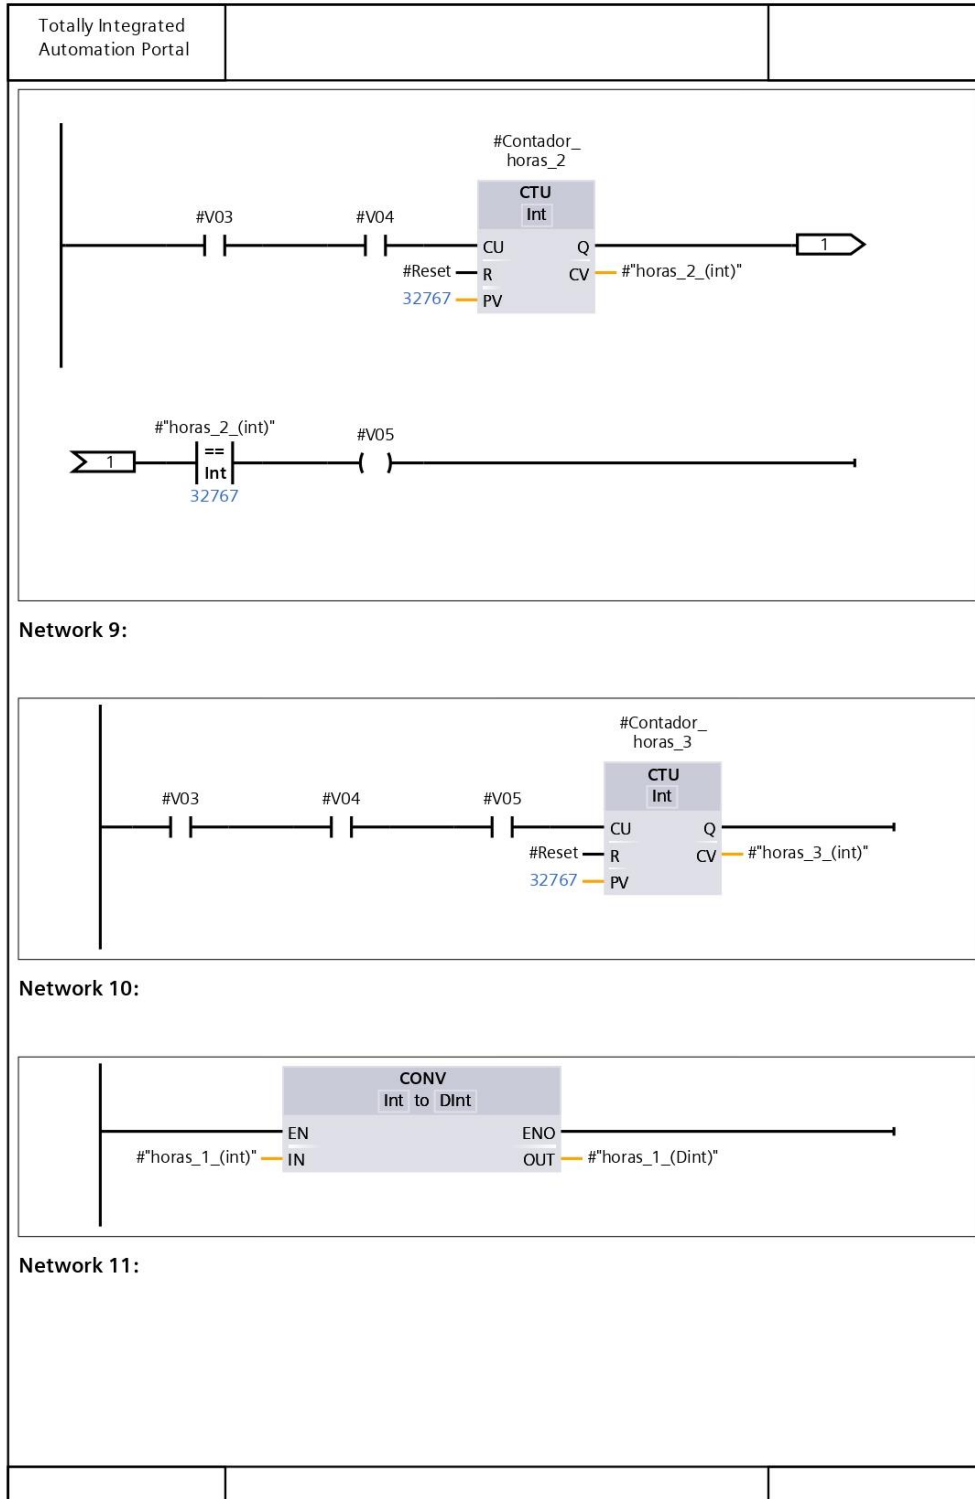 Totally Integrated
Automation Portal
#Contador_
horas_2
CTU
Int
#V03
#V04
CU
Q
1
#Reset
R
CV
#"horas_2_(int)"
32767
PV
#"horas_2_(int)"
#V05
1
==
Int
32767
Network 9:
#Contador_
horas_3
CTU
Int
#V03
#V04
#V05
CU
Q
#Reset
R
CV
#"horas_3_(int)"
32767
PV
Network 10:
CONV
Int to DInt
EN
ENO
#"horas_1_(int)"
IN
OUT
#"horas_1_(Dint)"
Network 11: